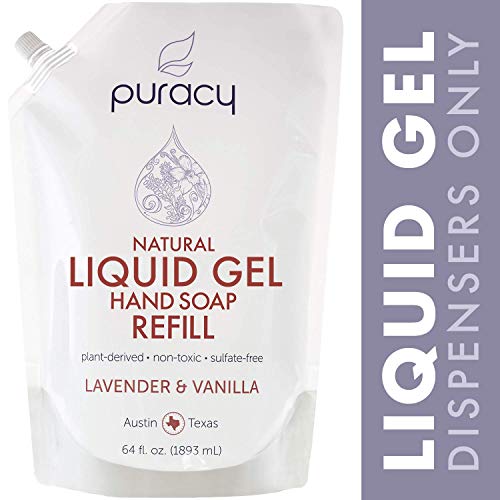 puracy
NATURAL
LIQUID GEL
HAND SOAP
REFILL
plant-derived • non-toxic • sulfate-free
LAVENDER & VANILLA
Austin Texas
64 fl. oz. (1893 mL)
LIQUID GEL
DISPENSERS ONLY